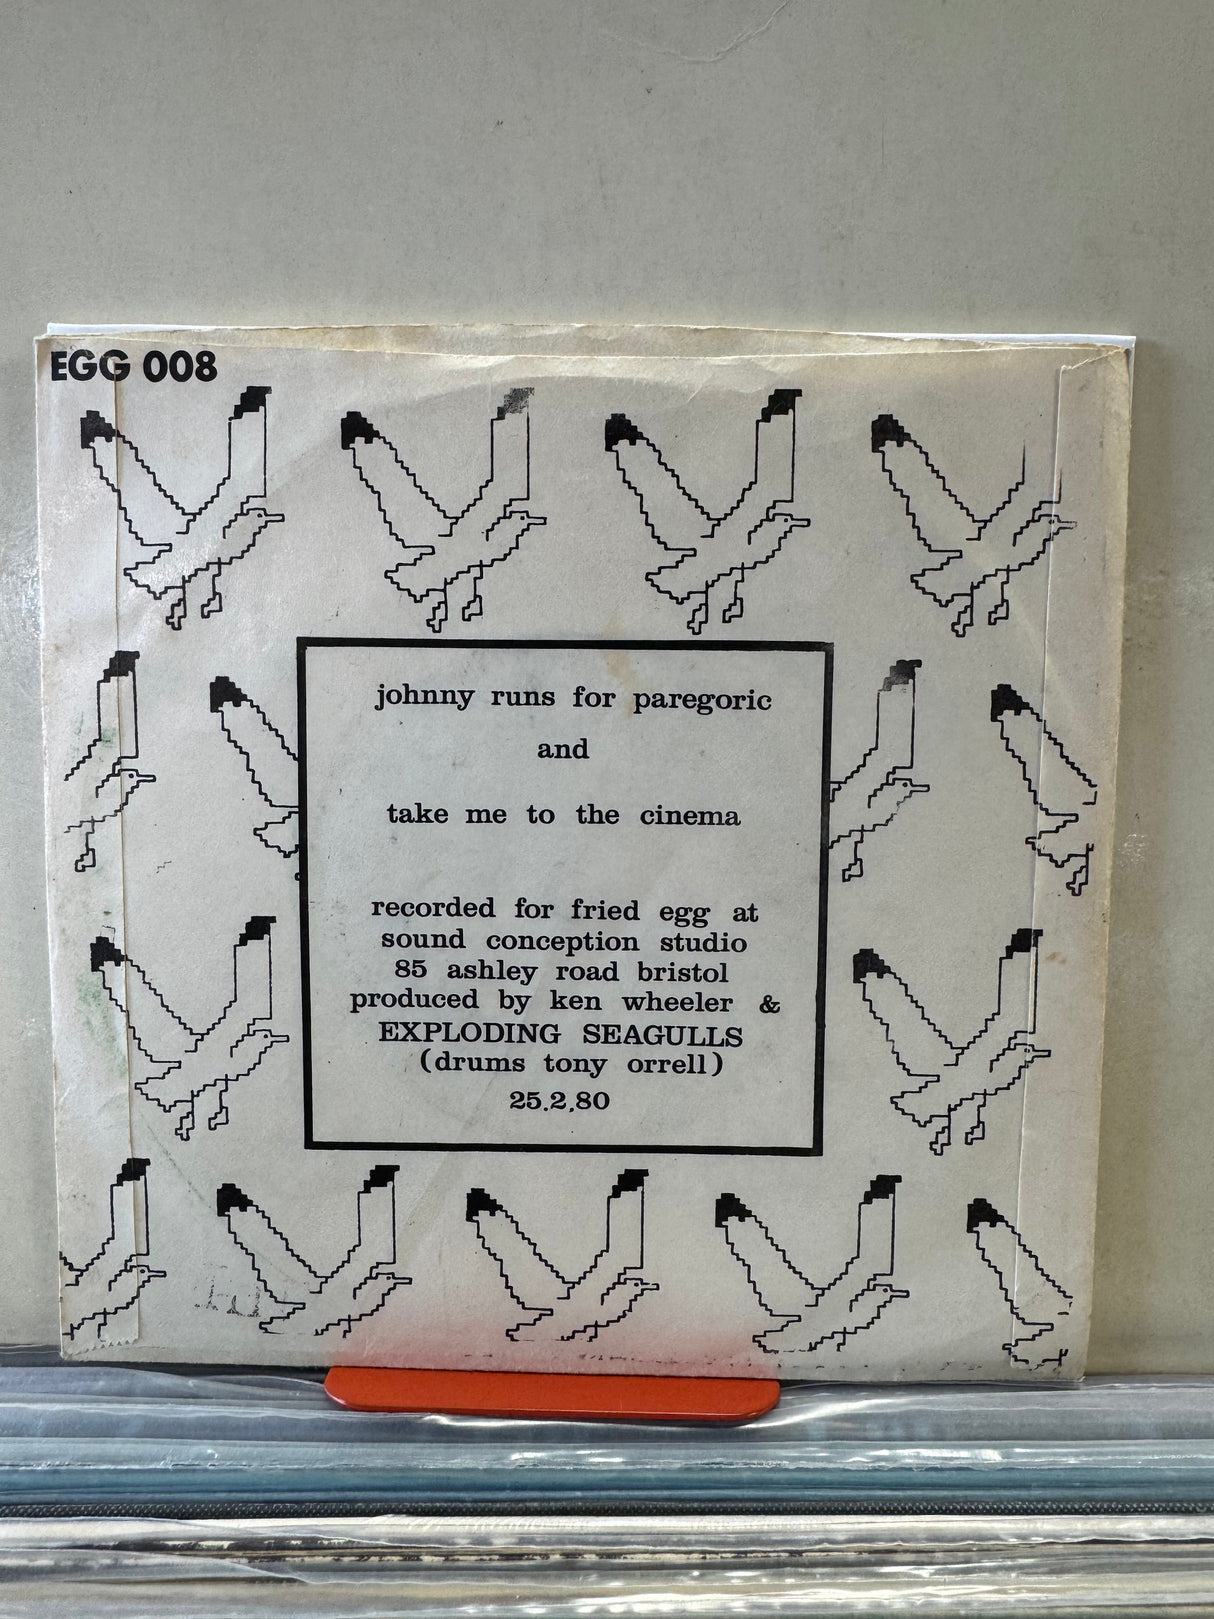 EGG 008
johnny runs for paregoric
and
take me to the cinema
recorded for fried egg at
sound conception studio
85 ashley road bristol
produced by ken wheeler &
EXPLODING SEAGULLS
(drums tony orrell)
25.2.80